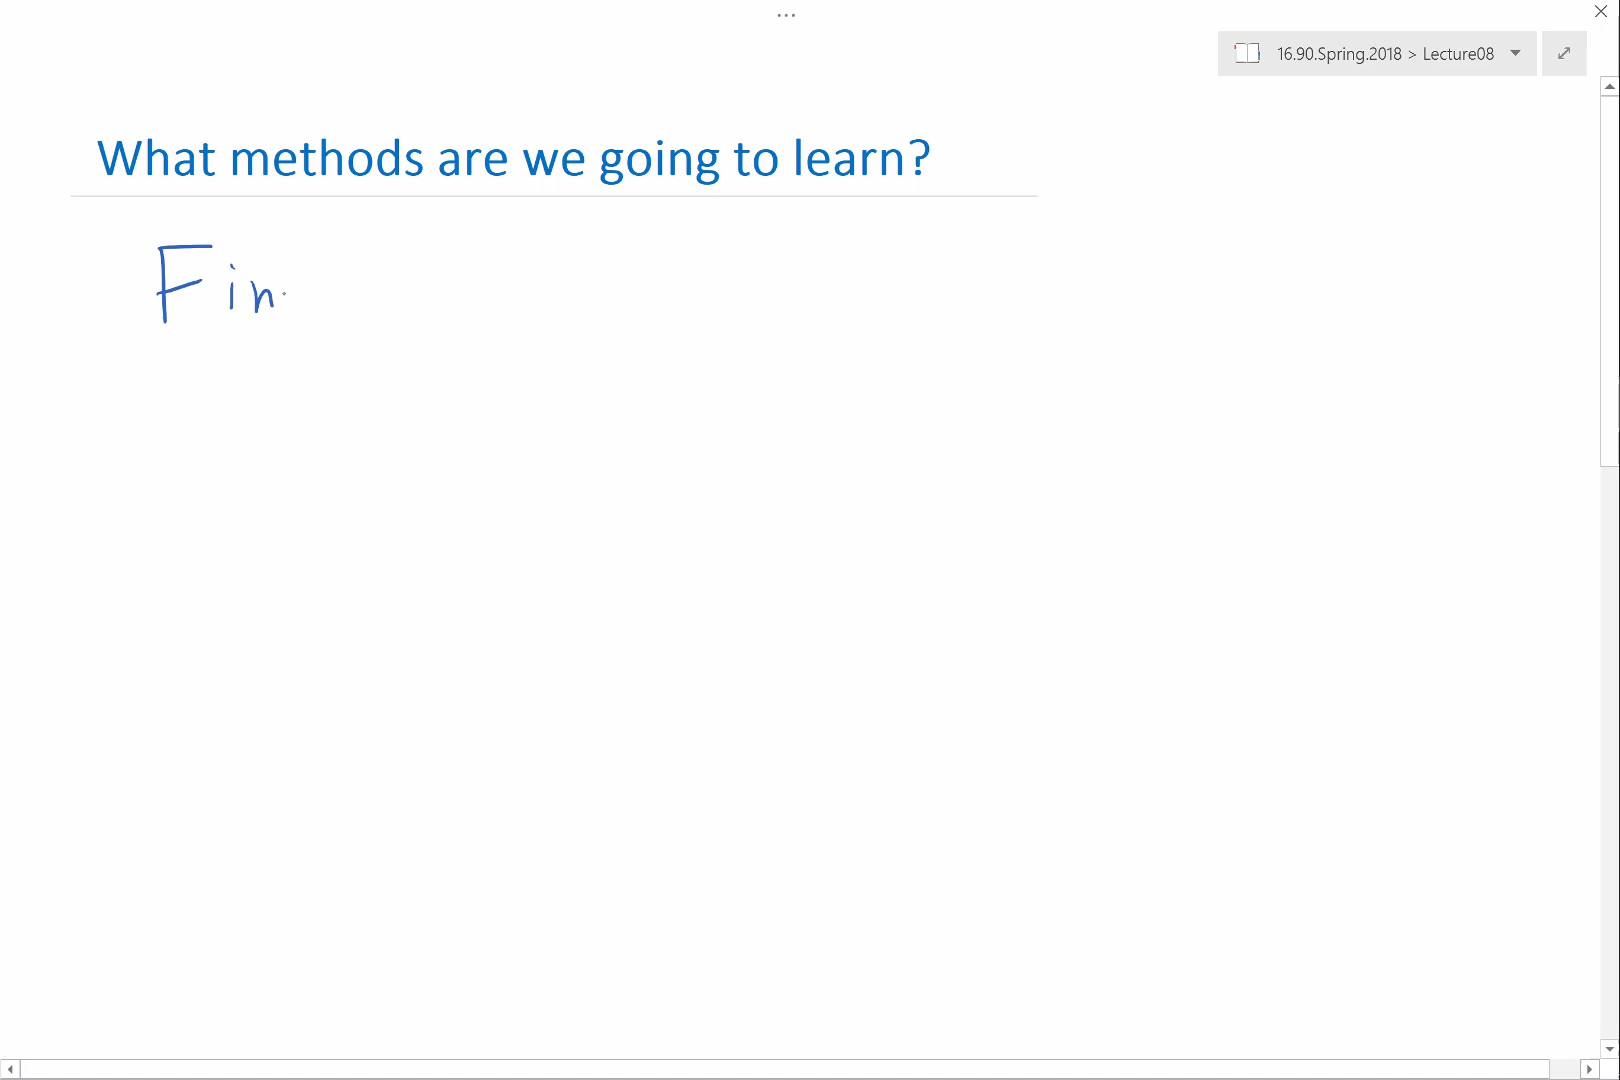 ...
16.90.Spring.2018 > Lecture08
What methods are we going to learn?
Fin